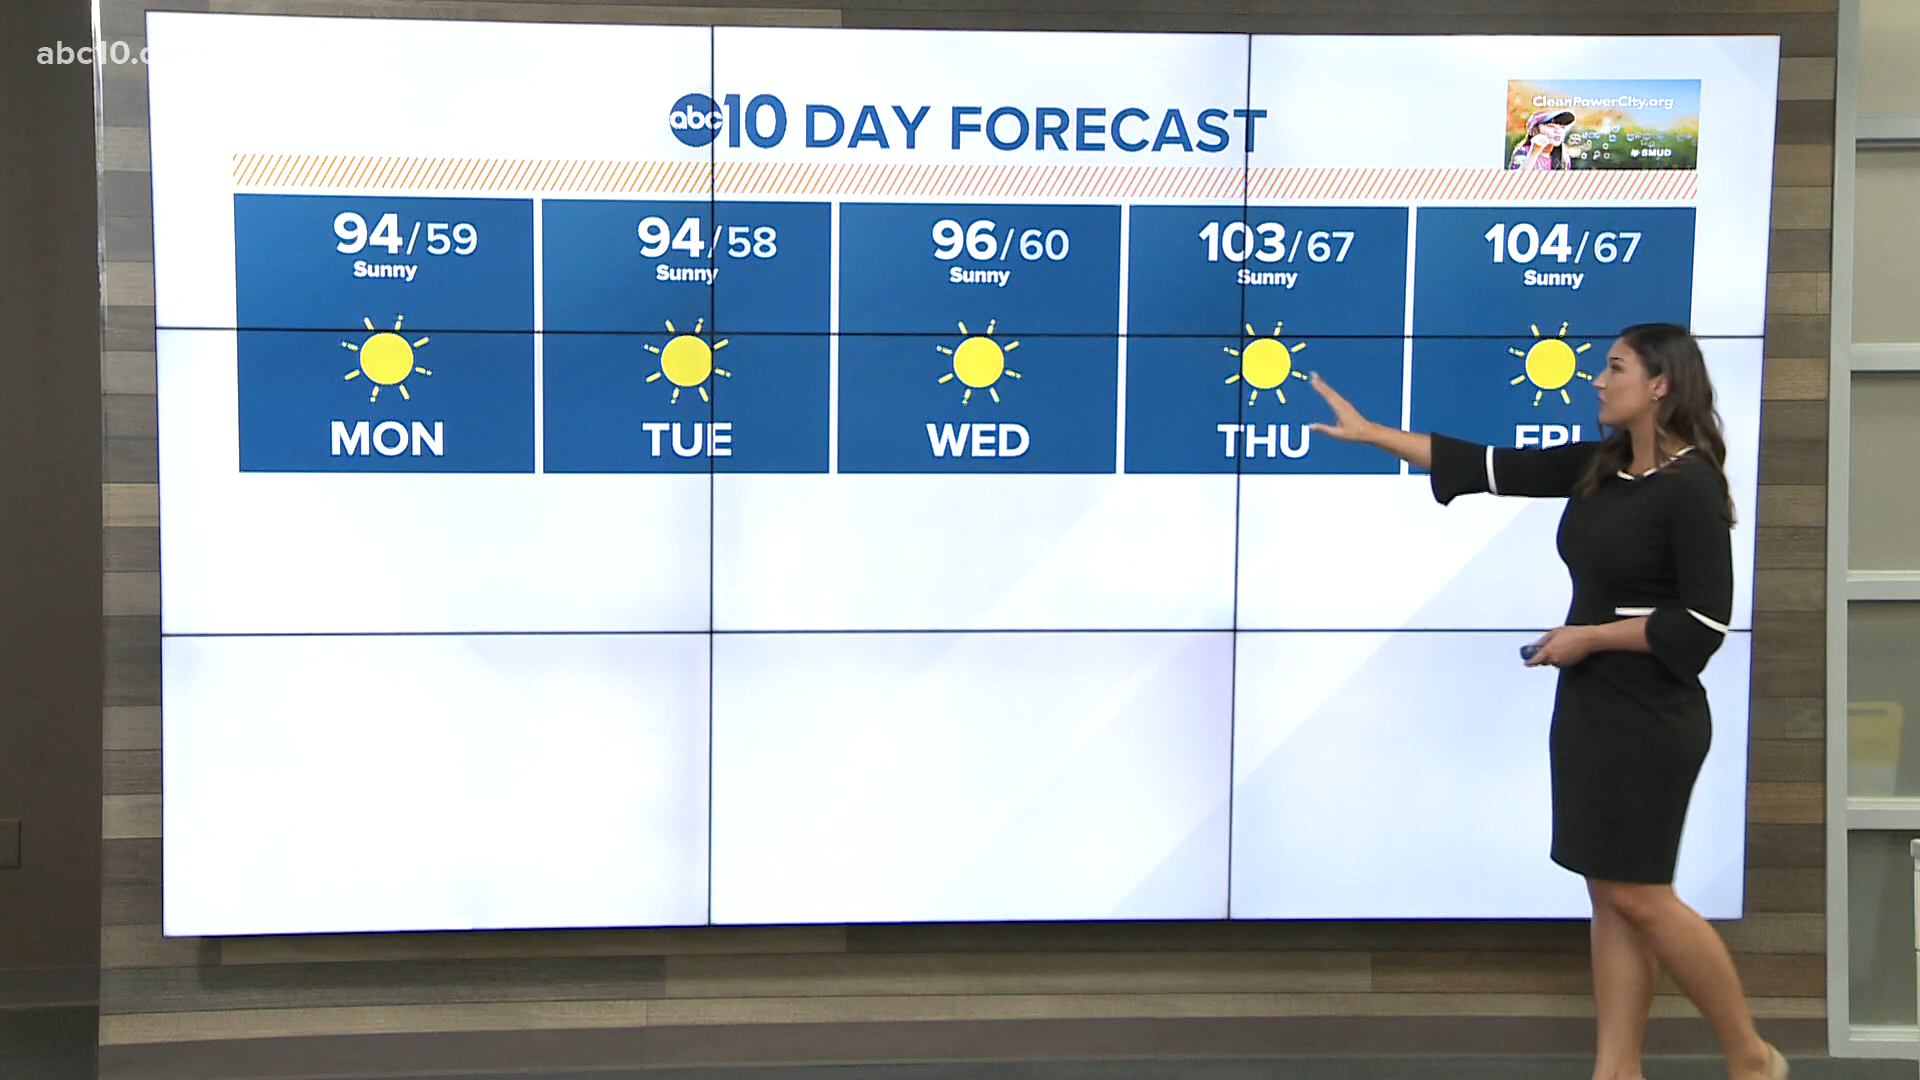 abc10.c
abc10 DAY FORECAST
CleanPowerCity.org
SMUD
94/59
Sunny
MON
94/58
Sunny
TUE
96/60
Sunny
WED
103/67
Sunny
THU
104/67
Sunny
FRI